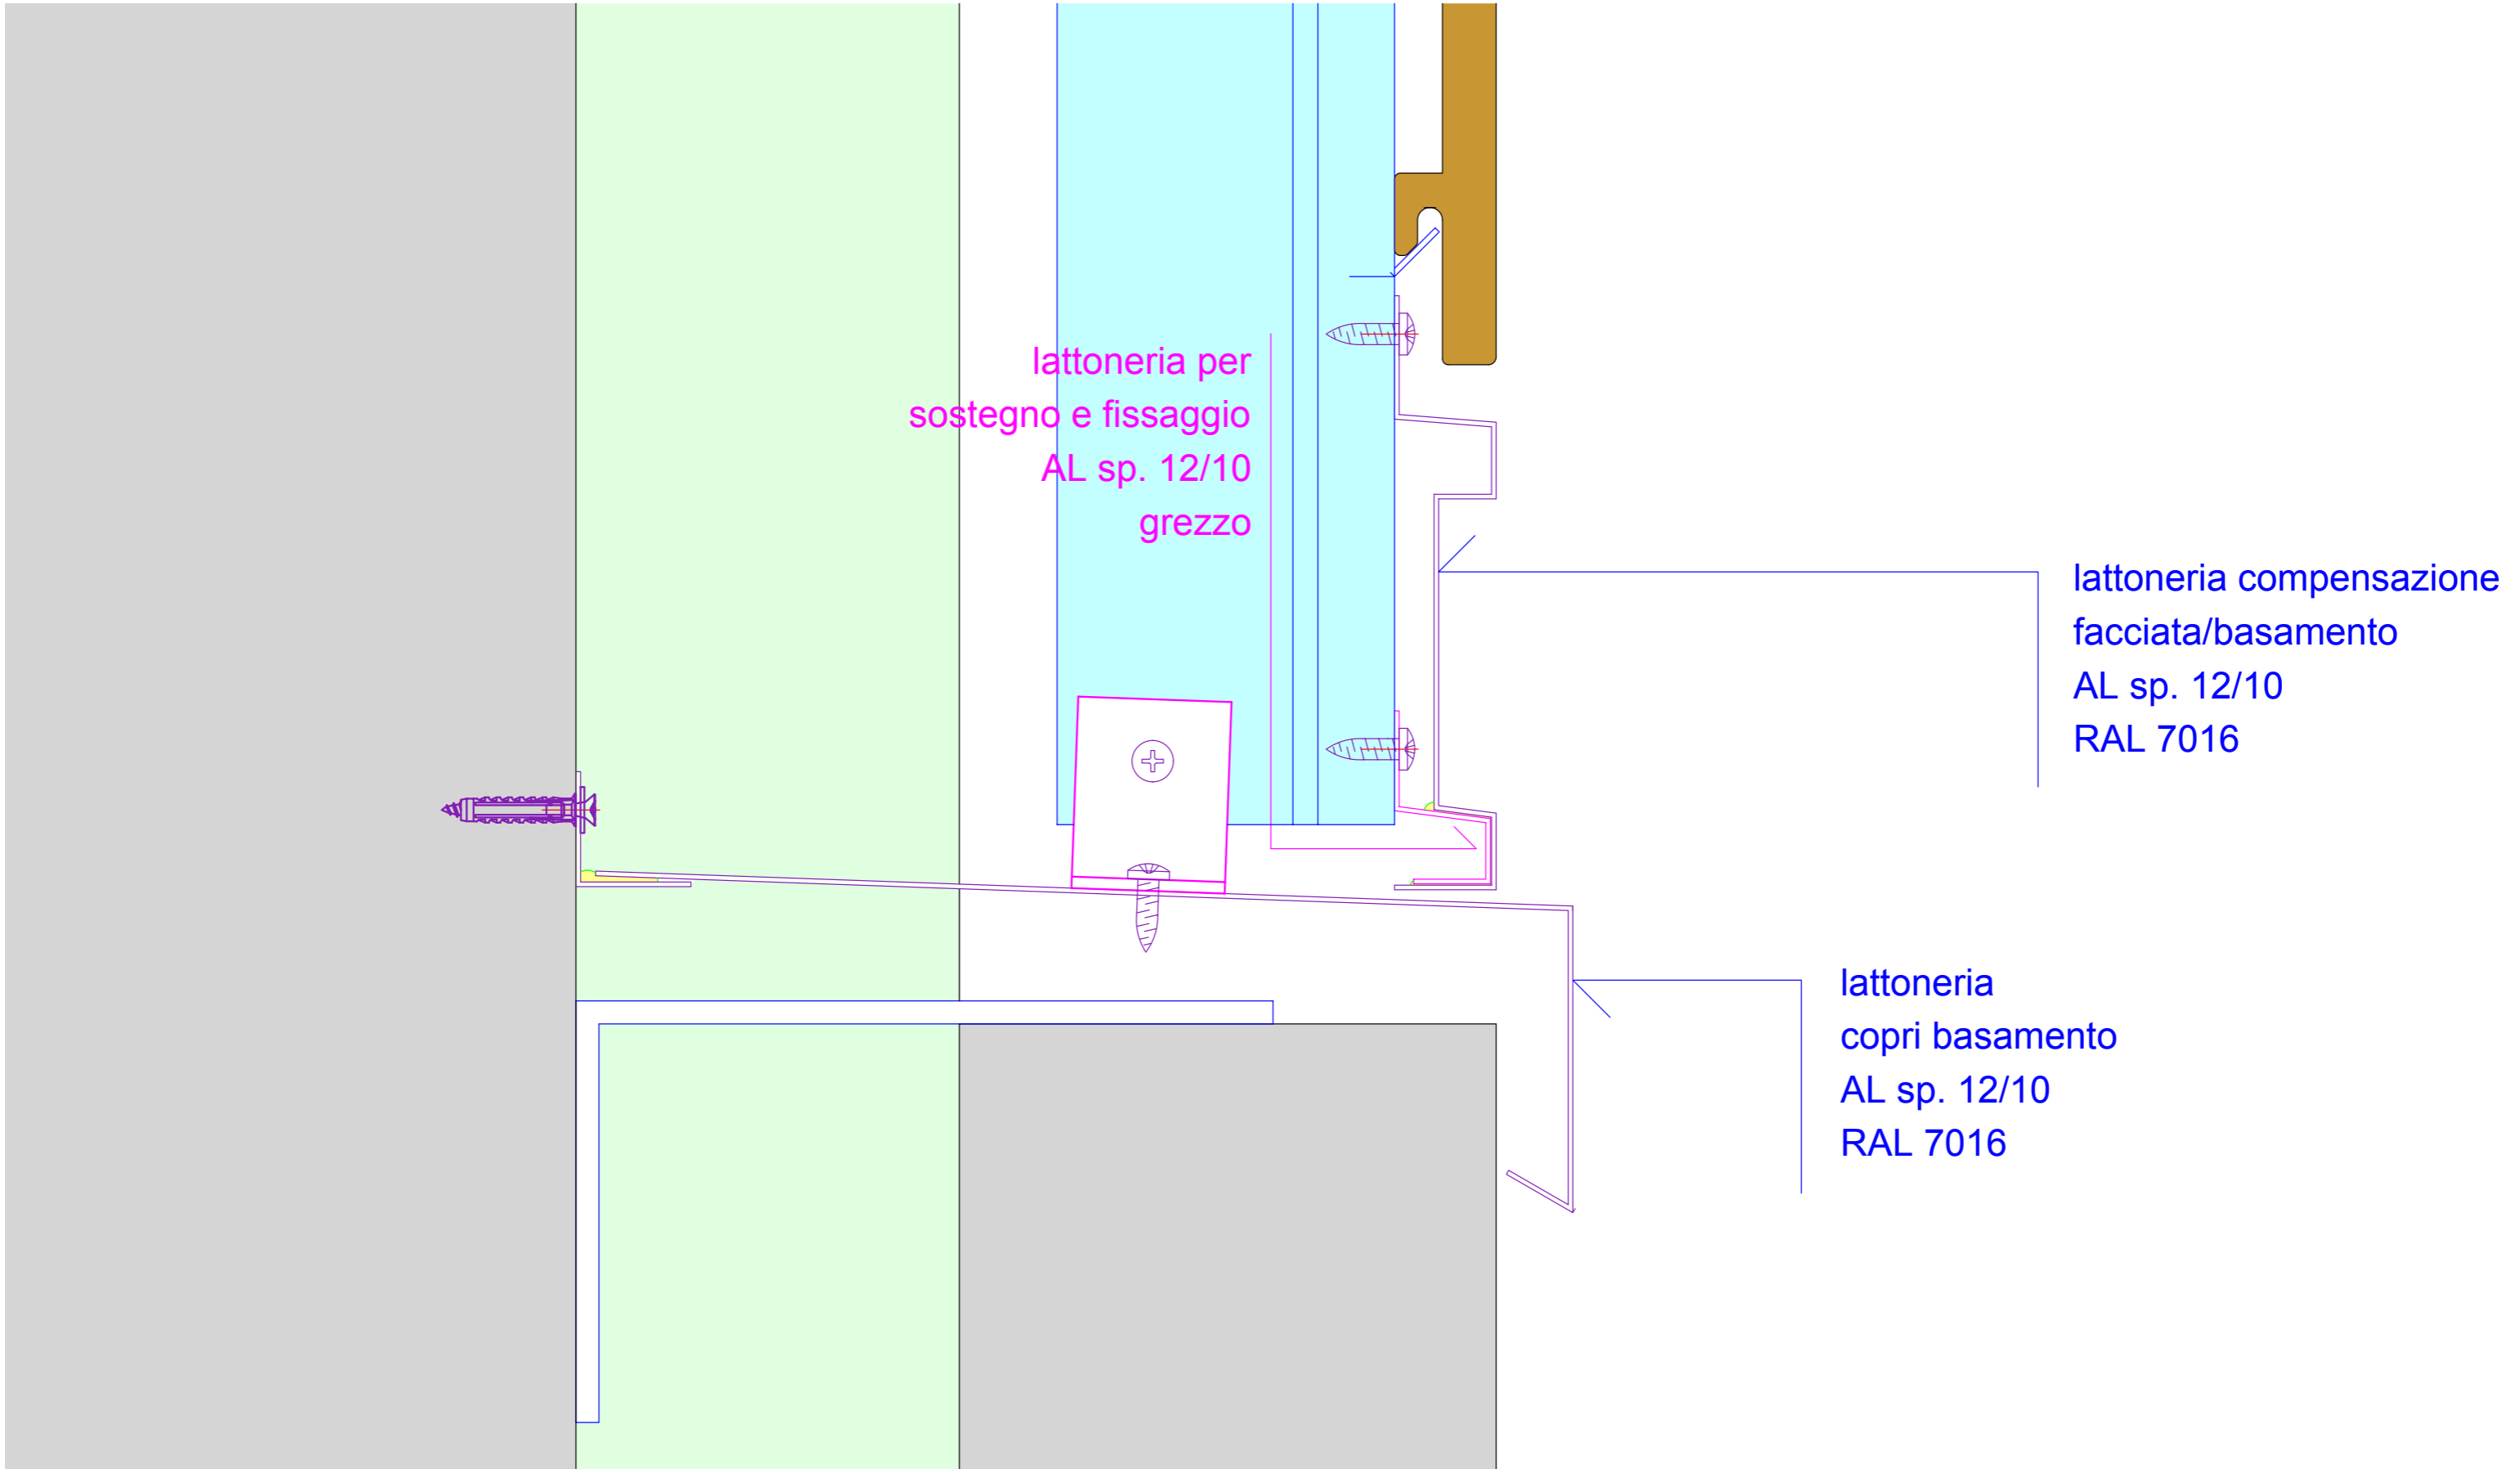 lattoneria per
sostegno e fissaggio
AL sp. 12/10
grezzo
lattoneria compensazione
facciata/basamento
AL sp. 12/10
RAL 7016
lattoneria
copri basamento
AL sp. 12/10
RAL 7016